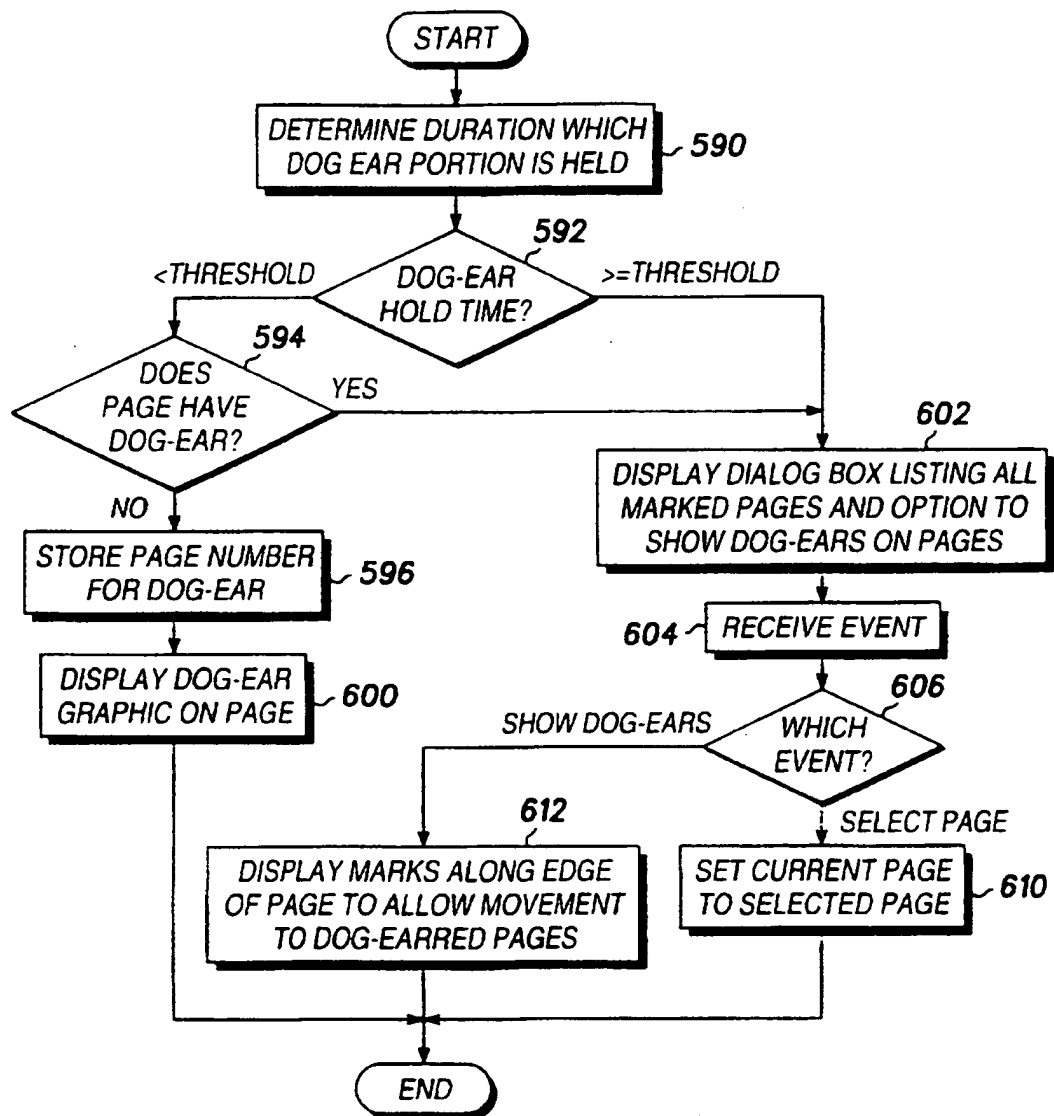 START
DETERMINE DURATION WHICH
DOG EAR PORTION IS HELD
590
592
<THRESHOLD
DOG-EAR
HOLD TIME?
>=THRESHOLD
594
DOES
PAGE HAVE
DOG-EAR?
YES
NO
602
DISPLAY DIALOG BOX LISTING ALL
MARKED PAGES AND OPTION TO
SHOW DOG-EARS ON PAGES
STORE PAGE NUMBER
FOR DOG-EAR
596
604
RECEIVE EVENT
DISPLAY DOG-EAR
GRAPHIC ON PAGE
600
606
SHOW DOG-EARS
WHICH
EVENT?
SELECT PAGE
612
DISPLAY MARKS ALONG EDGE
OF PAGE TO ALLOW MOVEMENT
TO DOG-EARRED PAGES
SET CURRENT PAGE
TO SELECTED PAGE
610
END